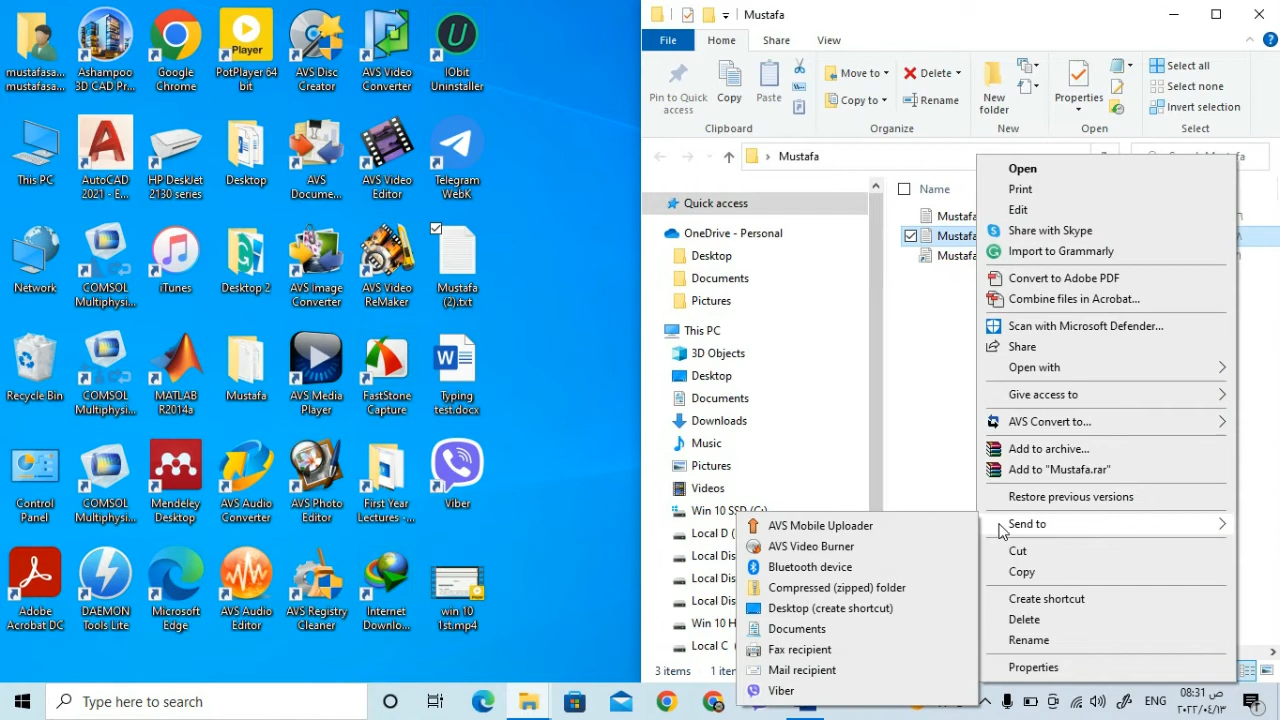 mustafasa...
mustafasa...
Ashampoo
3D CAD Pr...
Google
Chrome
Player
PotPlayer 64
bit
AVS Disc
Creator
AVS Video
Converter
IObit
Uninstaller
This PC
AutoCAD
2021 - E...
HP DeskJet
2130 series
Desktop
AVS
Docume...
AVS Video
Editor
Telegram
WebK
Network
COMSOL
Multiphysi...
iTunes
Desktop 2
AVS Image
Converter
AVS Video
ReMaker
Mustafa
(2).txt
Recycle Bin
COMSOL
Multiphysi...
MATLAB
R2014a
Mustafa
AVS Media
Player
FastStone
Capture
Typing
test.docx
Control
Panel
COMSOL
Multiphysi...
Mendeley
Desktop
AVS Audio
Converter
AVS Photo
Editor
First Year
Lectures -...
Viber
Adobe
Acrobat DC
DAEMON
Tools Lite
Microsoft
Edge
AVS Audio
Editor
AVS Registry
Cleaner
Internet
Downlo...
win 10
1st.mp4
Mustafa
File
Home
Share
View
Pin to Quick
access
Copy
Paste
Clipboard
Move to
Copy to
Delete
Rename
Organize
New
folder
New
Properties
Open
Select all
Select none
Invert selection
Select
Mustafa
Quick access
OneDrive - Personal
Desktop
Documents
Pictures
This PC
3D Objects
Desktop
Documents
Downloads
Music
Pictures
Videos
Win 10 SSD (C:)
Local D
Local Dis
Local Dis
Local Dis
Win 10 H
Local C
Name
Mustafa
Mustafa
Mustafa
Open
Print
Edit
Share with Skype
Import to Grammarly
Convert to Adobe PDF
Combine files in Acrobat...
Scan with Microsoft Defender...
Share
Open with
Give access to
AVS Convert to...
Add to archive...
Add to "Mustafa.rar"
Restore previous versions
Send to
Cut
Copy
Create shortcut
Delete
Rename
Properties
AVS Mobile Uploader
AVS Video Burner
Bluetooth device
Compressed (zipped) folder
Desktop (create shortcut)
Documents
Fax recipient
Mail recipient
Viber
3 items
Type here to search
ENG
08:31 ص
٢٠٢٣/٠٤/١٣